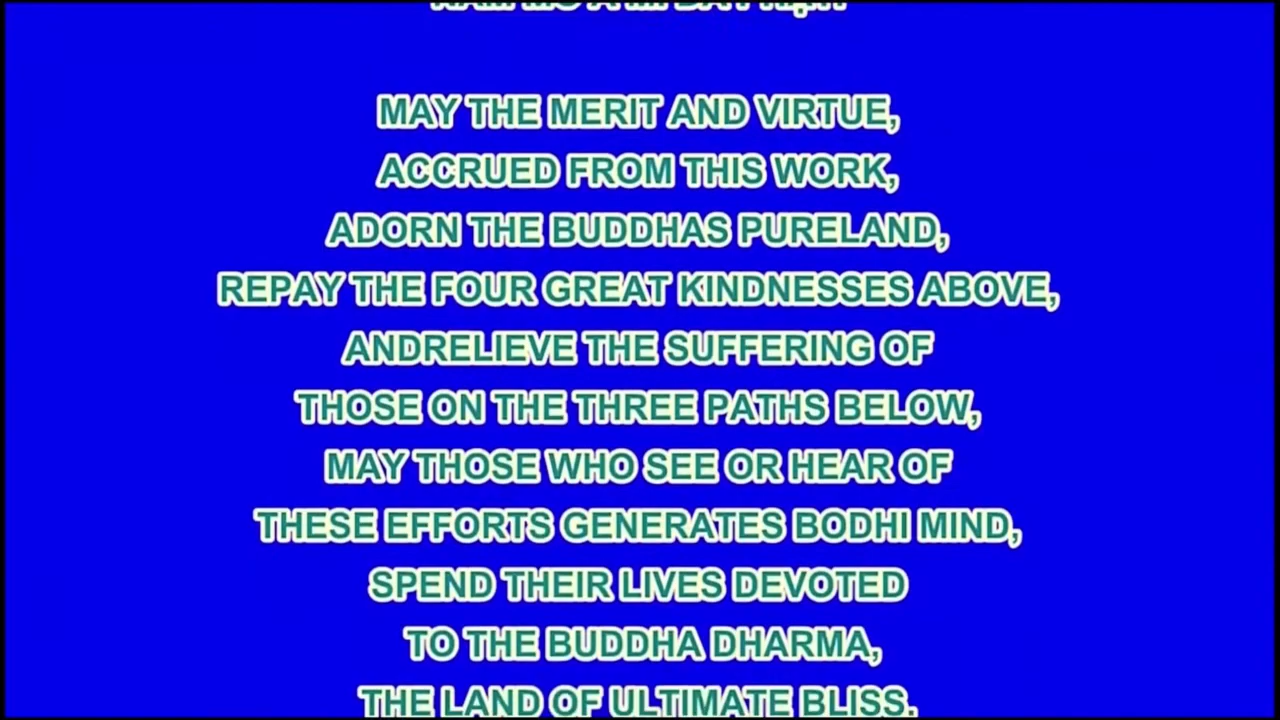 MAY THE MERIT AND VIRTUE,
ACCRUED FROM THIS WORK,
ADORN THE BUDDHAS PURELAND,
REPAY THE FOUR GREAT KINDNESSES ABOVE,
ANDRELIEVE THE SUFFERING OF
THOSE ON THE THREE PATHS BELOW,
MAY THOSE WHO SEE OR HEAR OF
THESE EFFORTS GENERATES BODHI MIND,
SPEND THEIR LIVES DEVOTED
TO THE BUDDHA DHARMA,
THE LAND OF ULTIMATE BLISS.